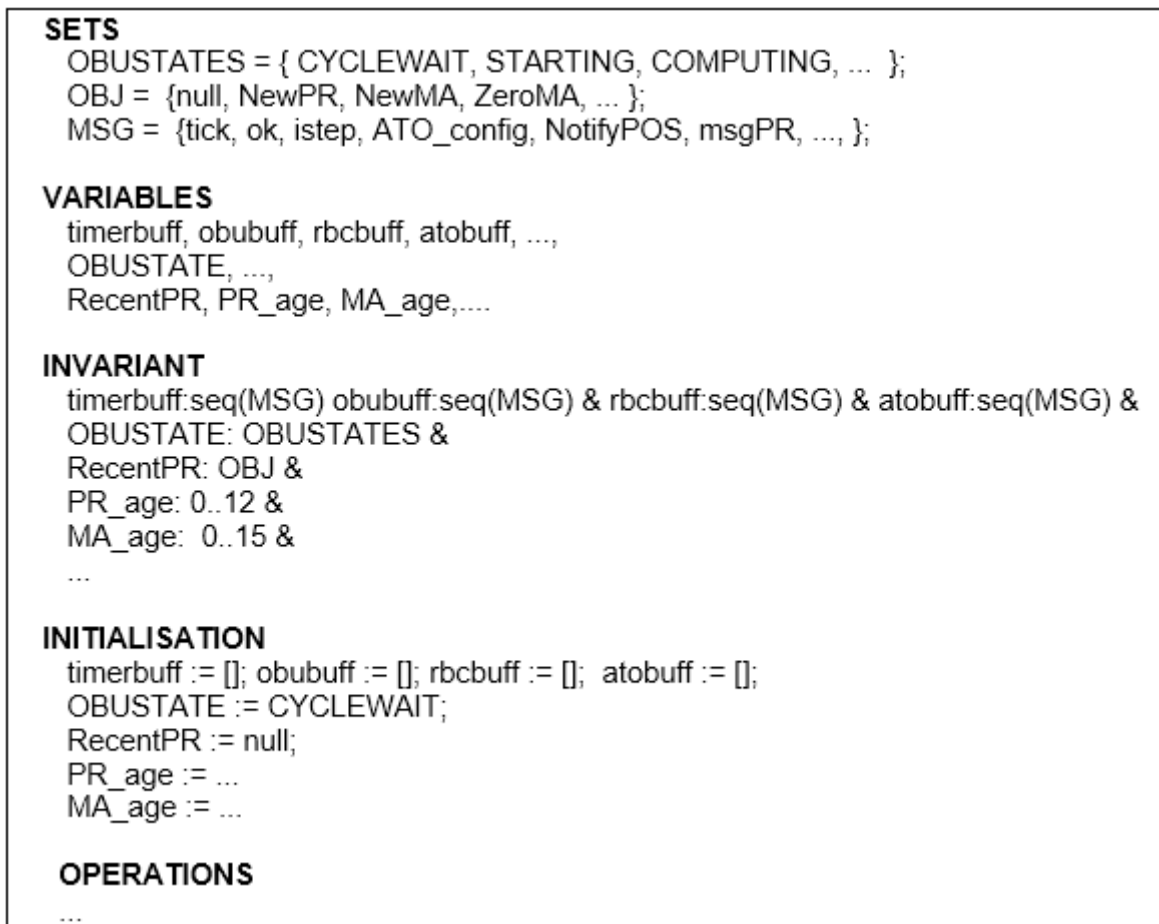 SETS
OBUSTATES = { CYCLEWAIT, STARTING, COMPUTING, ... };
OBJ = {null, NewPR, NewMA, ZeroMA, ... };
MSG = {tick, ok, istep, ATO_config, NotifyPOS, msgPR, ..., };
VARIABLES
timerbuff, obubuff, rbcbuff, atobuff, ...,
OBUSTATE, ...,
RecentPR, PR_age, MA_age,....
INVARIANT
timerbuff:seq(MSG) obubuff:seq(MSG) & rbcbuff:seq(MSG) & atobuff:seq(MSG) &
OBUSTATE: OBUSTATES &
RecentPR: OBJ &
PR_age: 0..12 &
MA_age: 0..15 &
...
INITIALISATION
timerbuff := []; obubuff := []; rbcbuff := []; atobuff := [];
OBUSTATE := CYCLEWAIT;
RecentPR := null;
PR_age := ...
MA_age := ...
OPERATIONS
...